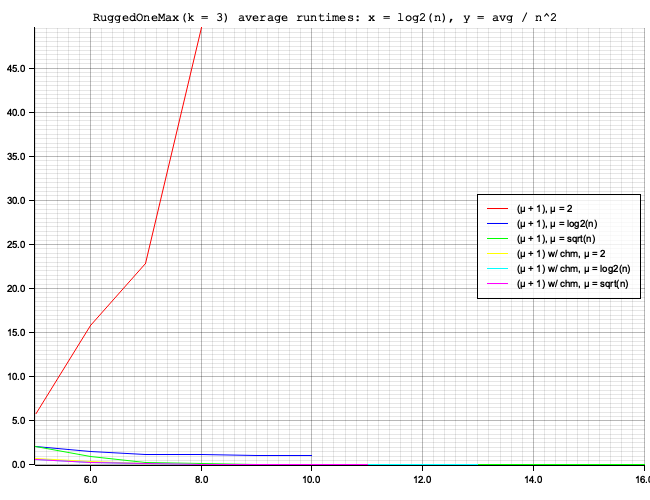 RuggedOneMax(k = 3) average runtimes: x = log2(n), y = avg / n^2
45.0
40.0
35.0
30.0
25.0
20.0
15.0
10.0
5.0
0.0
(μ + 1), μ = 2
(μ + 1), μ = log2(n)
(μ + 1), μ = sqrt(n)
(μ + 1) w/ chm, μ = 2
(μ + 1) w/ chm, μ = log2(n)
(μ + 1) w/ chm, μ = sqrt(n)
6.0 8.0 10.0 12.0 14.0 16.0